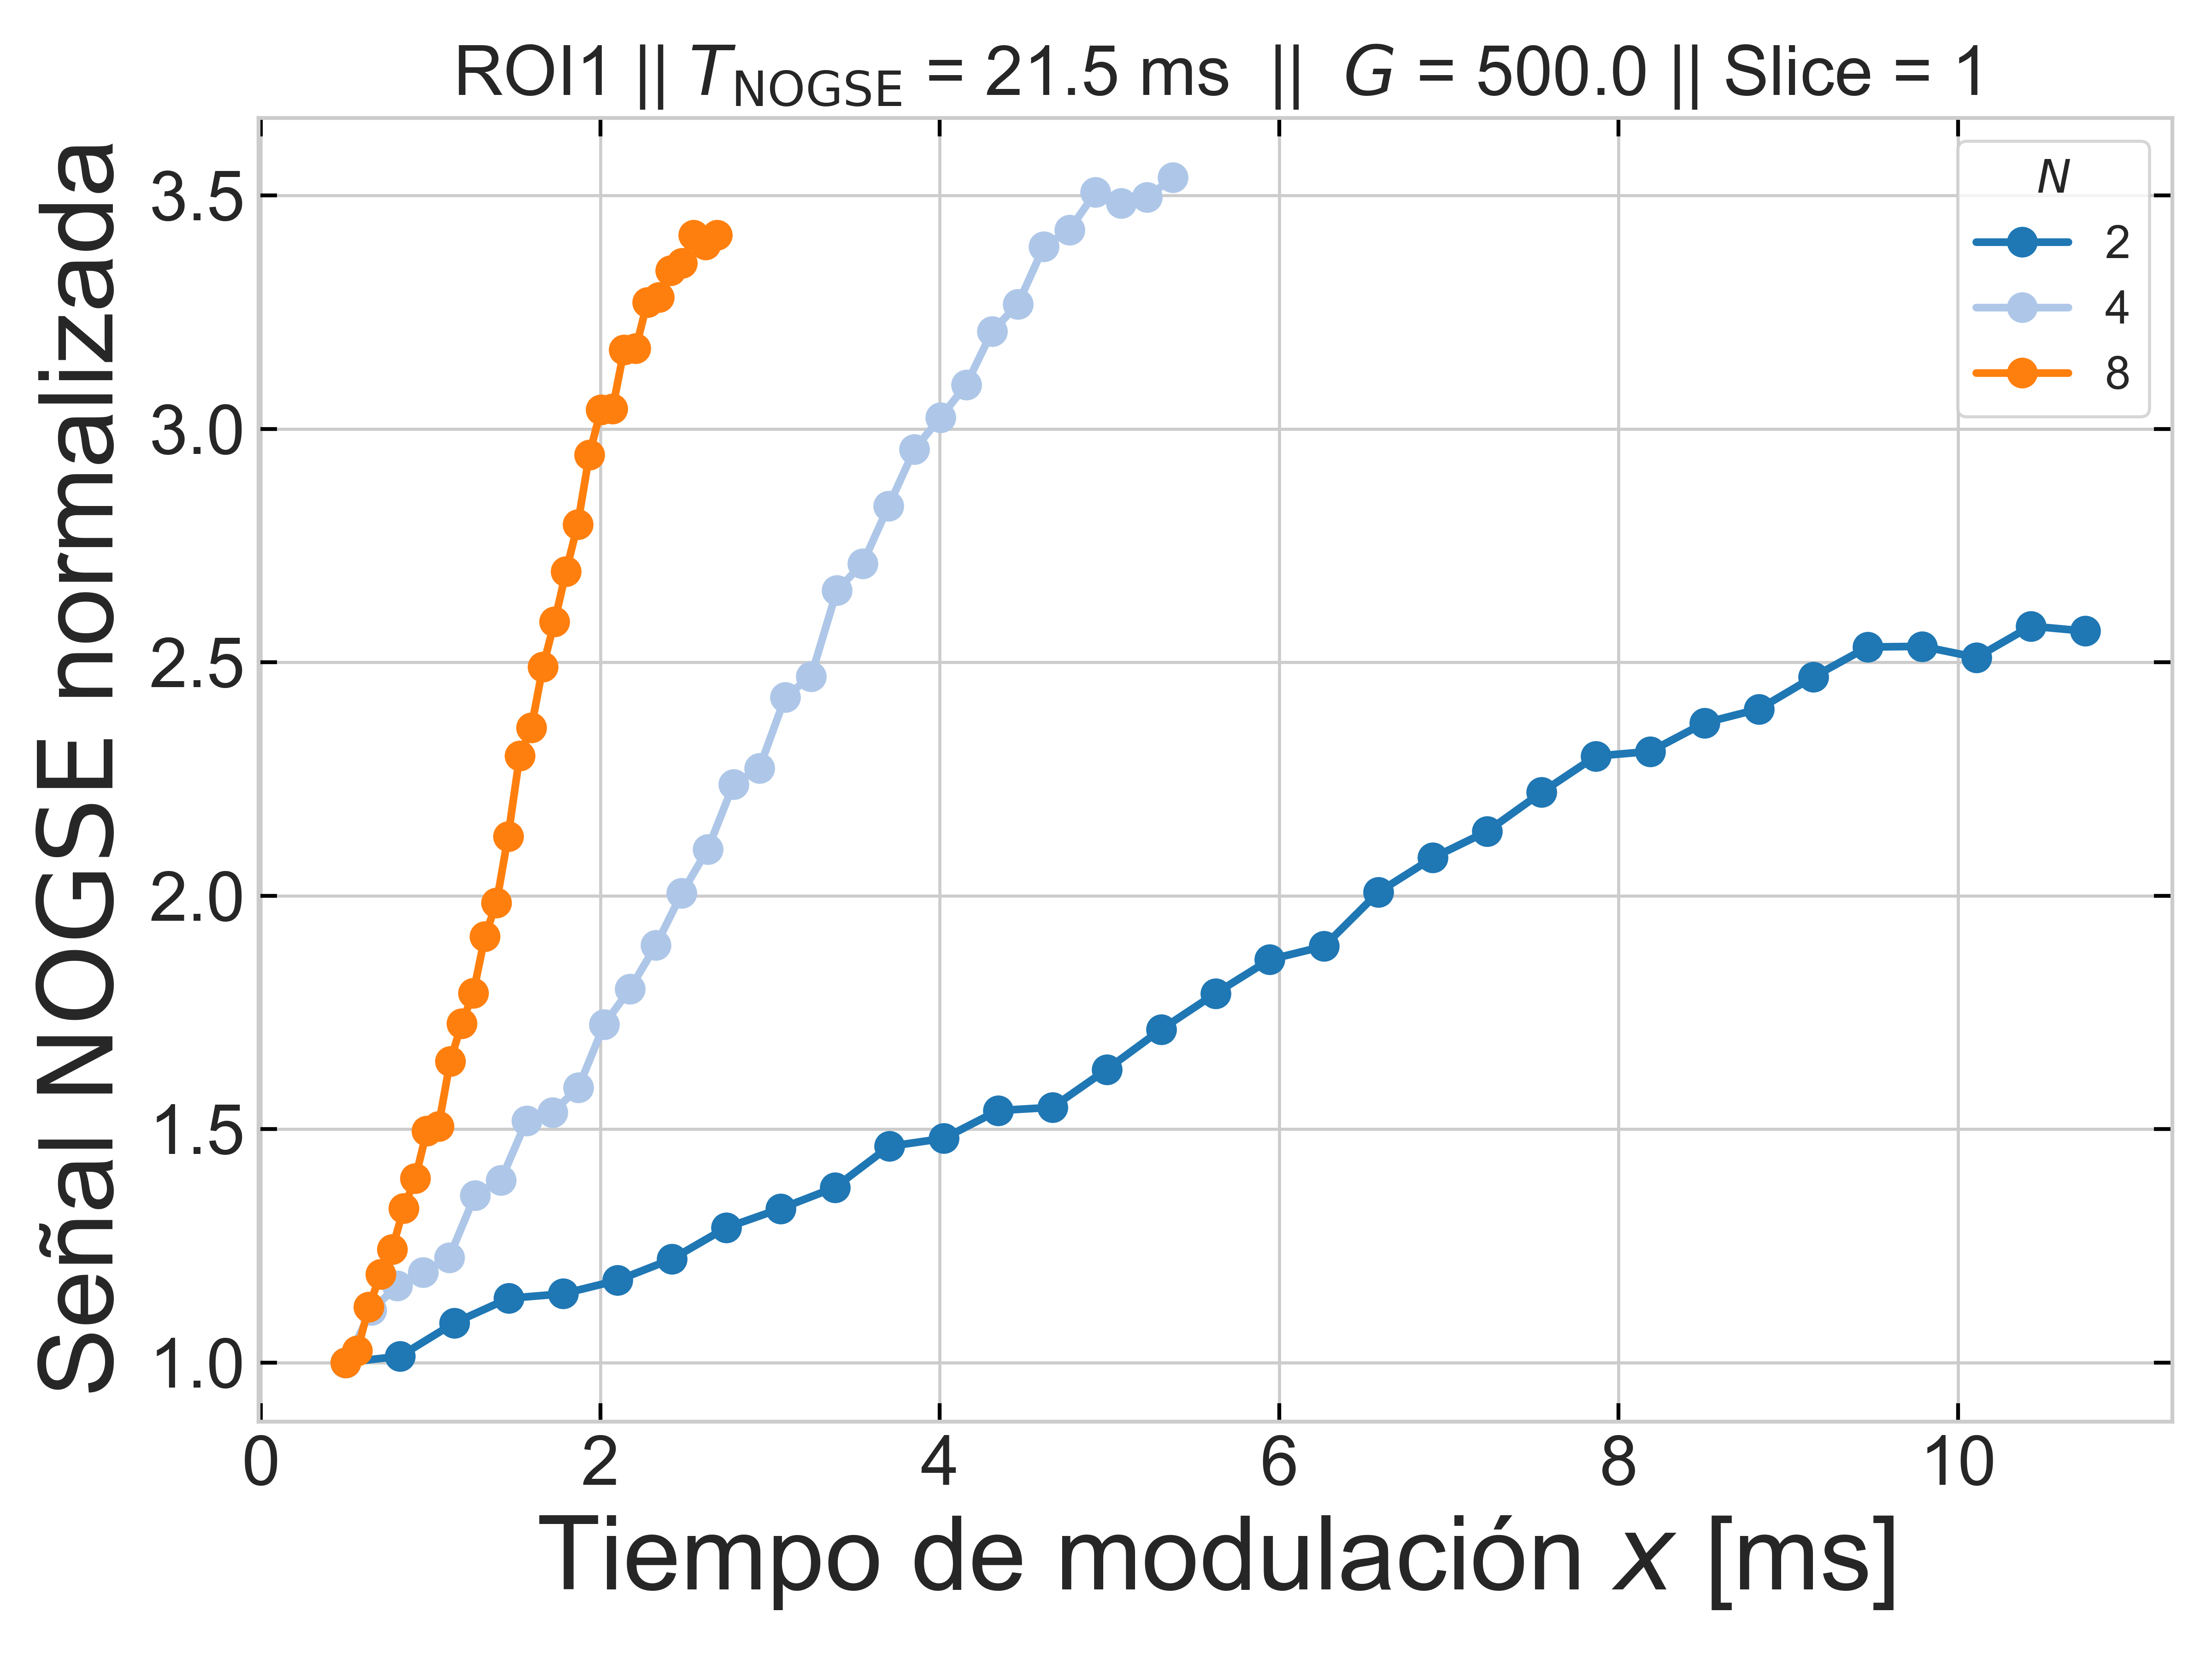 ROI1 || T_NOGSE = 21.5 ms || G = 500.0 || Slice = 1
Señal NOGSE normalizada
3.5
3.0
2.5
2.0
1.5
1.0
N
2
4
8
0 2 4 6 8 10
Tiempo de modulación x [ms]